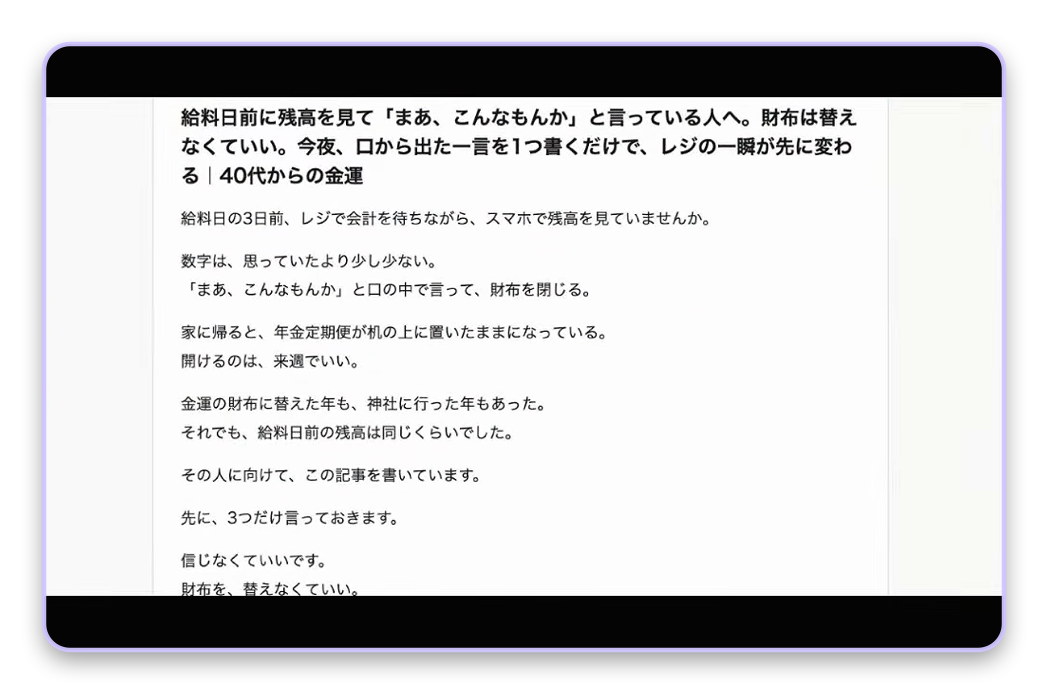 給料日前に残高を見て「まあ、こんなもんか」と言っている人へ。財布は替え
なくていい。今夜、口から出た一言を1つ書くだけで、レジの一瞬が先に変わ
る｜40代からの金運
給料日の3日前、レジで会計を待ちながら、スマホで残高を見ていませんか。
数字は、思っていたより少し少ない。
「まあ、こんなもんか」と口の中で言って、財布を閉じる。
家に帰ると、年金定期便が机の上に置いたままになっている。
開けるのは、来週でいい。
金運の財布に替えた年も、神社に行った年もあった。
それでも、給料日前の残高は同じくらいでした。
その人に向けて、この記事を書いています。
先に、3つだけ言っておきます。
信じなくていいです。
財布を、替えなくていい。